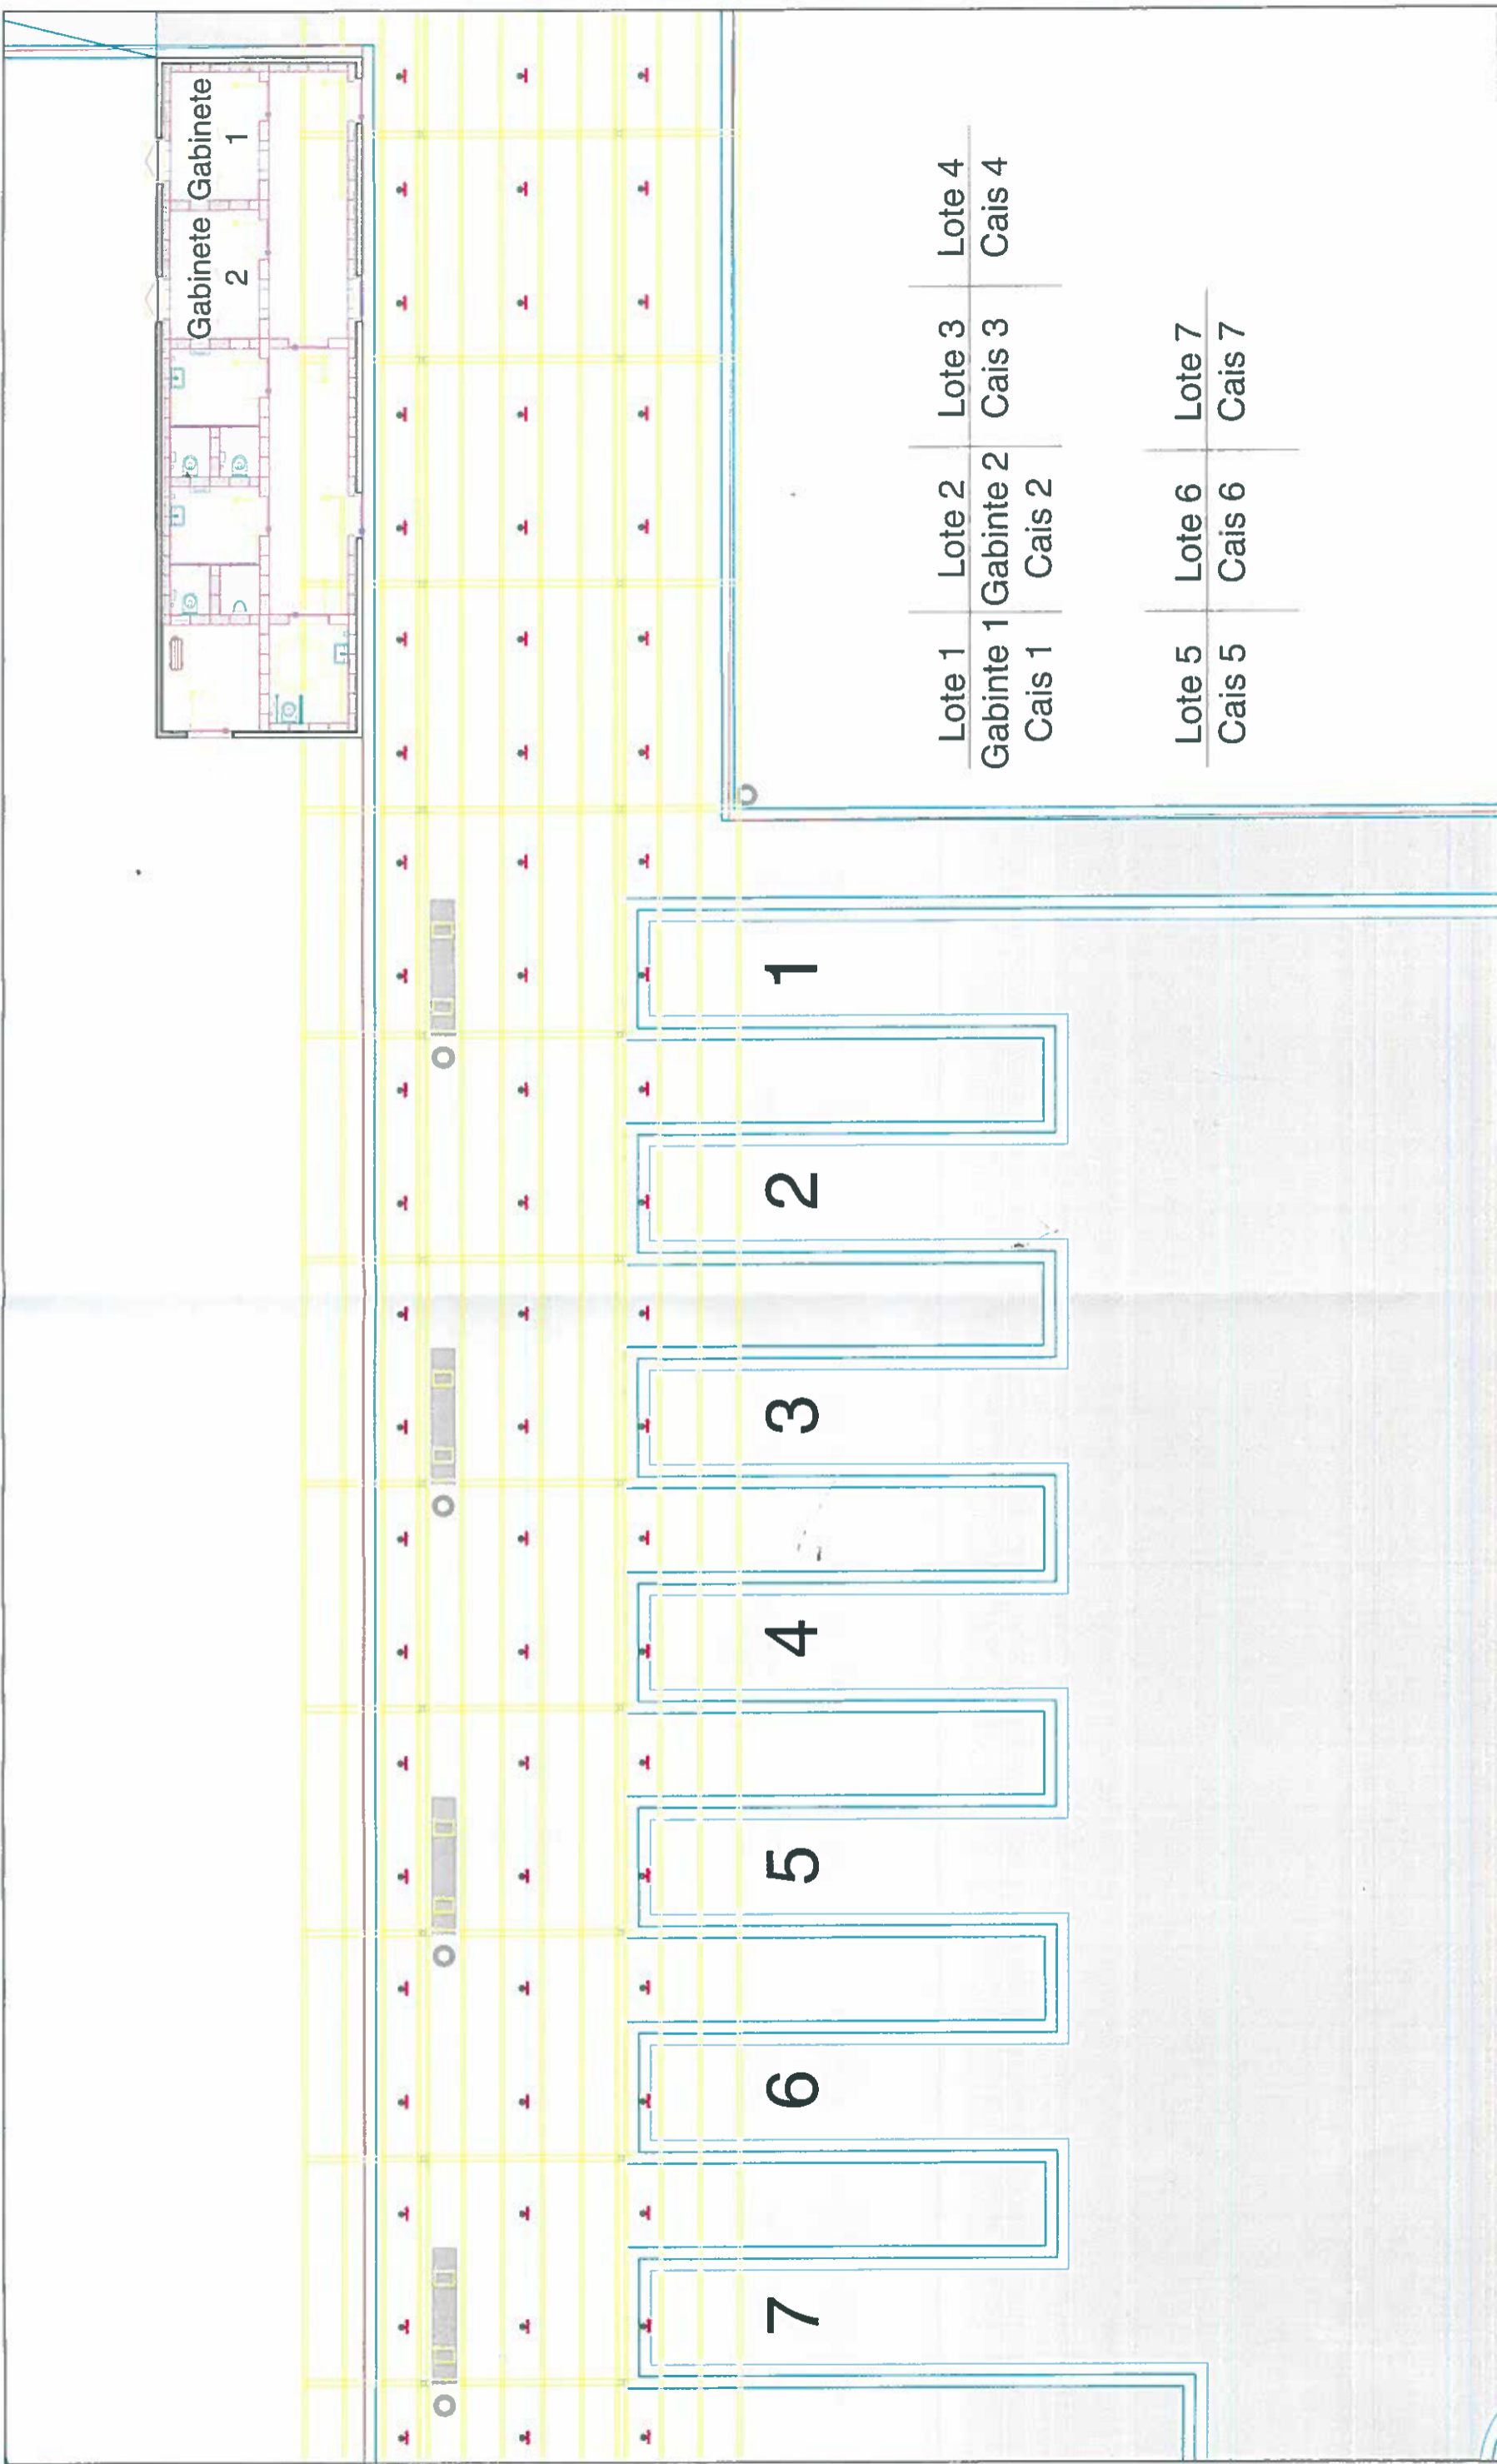 Gabinete Gabinete
2 1
7 6 5 4 3 2 1
Lote 1 Lote 2 Lote 3 Lote 4
Gabinte 1 Gabinte 2 Cais 3 Cais 4
Cais 1 Cais 2
Lote 5 Lote 6 Lote 7
Cais 5 Cais 6 Cais 7